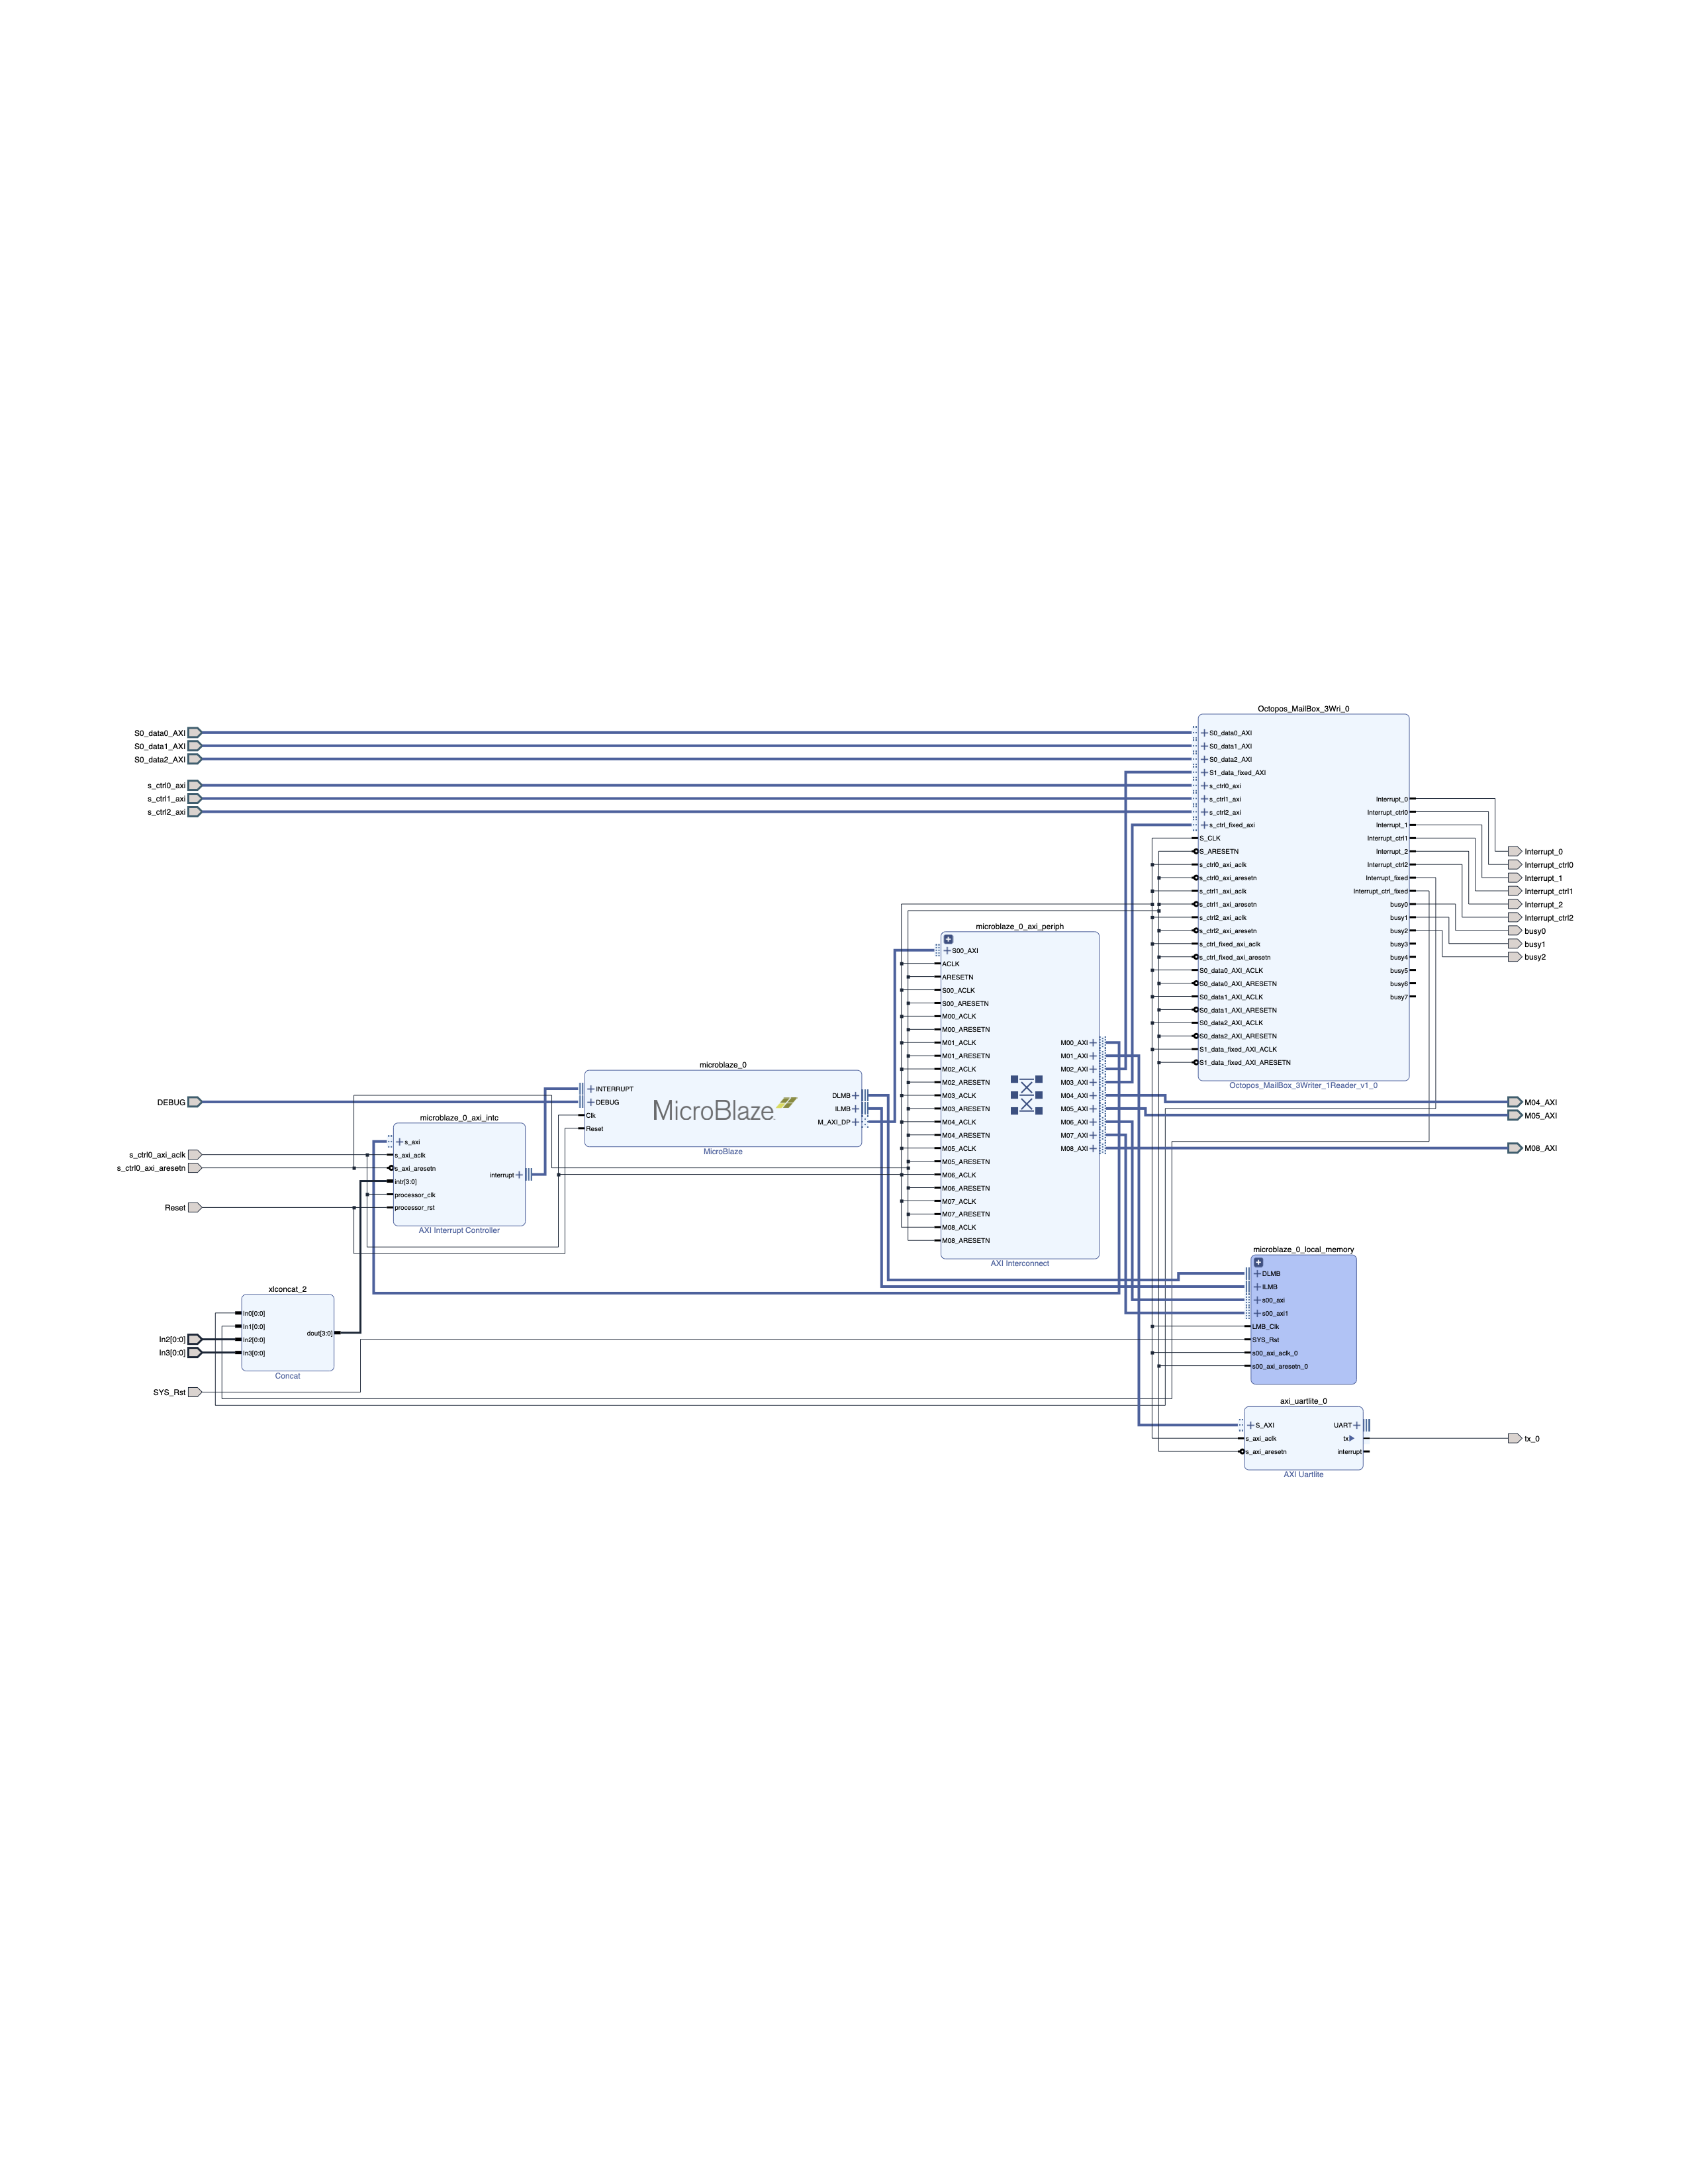 Octopos_MailBox_3Wri_0
S0_data0_AXI
S0_data1_AXI
S0_data2_AXI
s_ctrl0_axi
s_ctrl1_axi
s_ctrl2_axi
S0_data0_AXI
S0_data1_AXI
S0_data2_AXI
S1_data_fixed_AXI
s_ctrl0_axi
s_ctrl1_axi
s_ctrl2_axi
s_ctrl_fixed_axi
S_CLK
S_ARESETN
s_ctrl0_axi_aclk
s_ctrl0_axi_aresetn
s_ctrl1_axi_aclk
s_ctrl1_axi_aresetn
s_ctrl2_axi_aclk
s_ctrl2_axi_aresetn
s_ctrl_fixed_axi_aclk
s_ctrl_fixed_axi_aresetn
S0_data0_AXI_ACLK
S0_data0_AXI_ARESETN
S0_data1_AXI_ACLK
S0_data1_AXI_ARESETN
S0_data2_AXI_ACLK
S0_data2_AXI_ARESETN
S1_data_fixed_AXI_ACLK
S1_data_fixed_AXI_ARESETN
Interrupt_0
Interrupt_ctrl0
Interrupt_1
Interrupt_ctrl1
Interrupt_2
Interrupt_ctrl2
Interrupt_fixed
Interrupt_ctrl_fixed
busy0
busy1
busy2
busy3
busy4
busy5
busy6
busy7
Octopos_MailBox_3Writer_1Reader_v1_0
Interrupt_0
Interrupt_ctrl0
Interrupt_1
Interrupt_ctrl1
Interrupt_2
Interrupt_ctrl2
busy0
busy1
busy2
microblaze_0_axi_periph
S00_AXI
ACLK
ARESETN
S00_ACLK
S00_ARESETN
M00_ACLK
M00_ARESETN
M01_ACLK
M01_ARESETN
M02_ACLK
M02_ARESETN
M03_ACLK
M03_ARESETN
M04_ACLK
M04_ARESETN
M05_ACLK
M05_ARESETN
M06_ACLK
M06_ARESETN
M07_ACLK
M07_ARESETN
M08_ACLK
M08_ARESETN
M00_AXI
M01_AXI
M02_AXI
M03_AXI
M04_AXI
M05_AXI
M06_AXI
M07_AXI
M08_AXI
AXI Interconnect
M04_AXI
M05_AXI
M08_AXI
microblaze_0
INTERRUPT
DEBUG
Clk
Reset
MicroBlaze
DLMB
ILMB
M_AXI_DP
MicroBlaze
DEBUG
s_ctrl0_axi_aclk
s_ctrl0_axi_aresetn
Reset
microblaze_0_axi_intc
s_axi
s_axi_aclk
s_axi_aresetn
intr[3:0]
processor_clk
processor_rst
interrupt
AXI Interrupt Controller
xlconcat_2
In0[0:0]
In1[0:0]
In2[0:0]
In3[0:0]
dout[3:0]
Concat
In2[0:0]
In3[0:0]
SYS_Rst
microblaze_0_local_memory
DLMB
ILMB
s00_axi
s00_axi1
LMB_Clk
SYS_Rst
s00_axi_aclk_0
s00_axi_aresetn_0
axi_uartlite_0
S_AXI
s_axi_aclk
s_axi_aresetn
UART
tx
interrupt
AXI Uartlite
tx_0